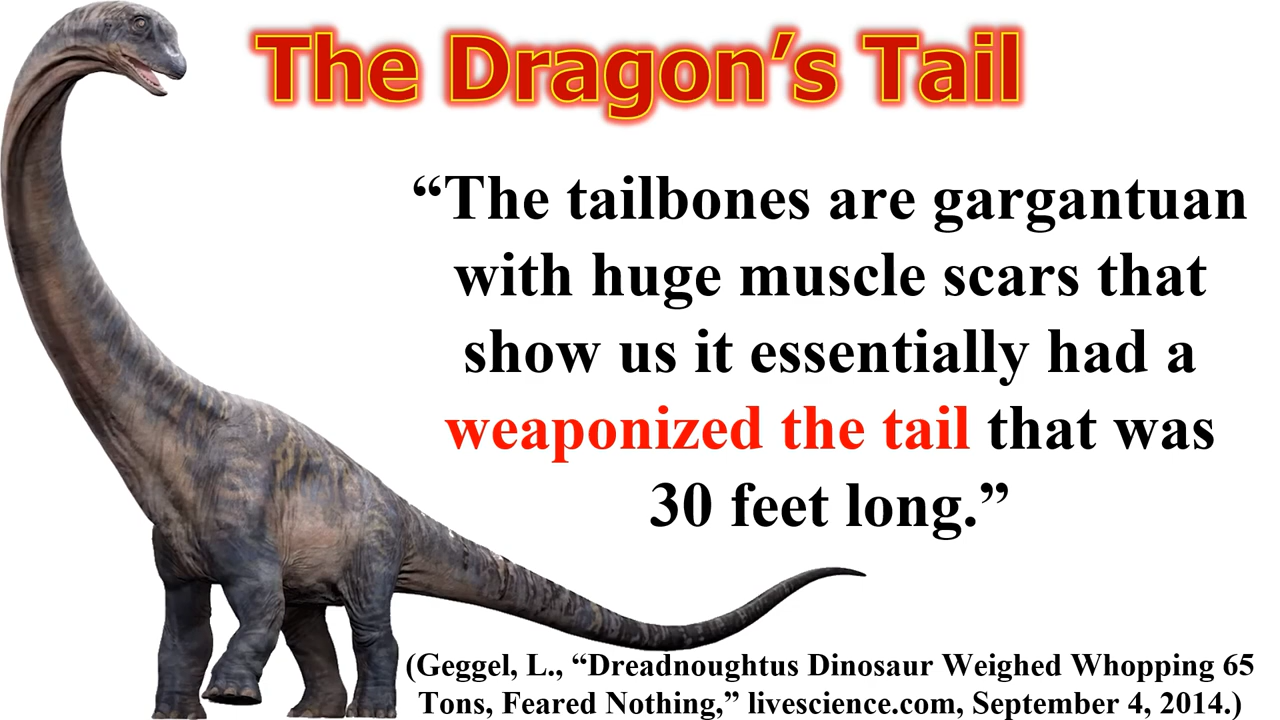 The Dragon’s Tail
“The tailbones are gargantuan
with huge muscle scars that
show us it essentially had a
weaponized the tail that was
30 feet long.”
(Geggel, L., “Dreadnoughtus Dinosaur Weighed Whopping 65
Tons, Feared Nothing,” livescience.com, September 4, 2014.)